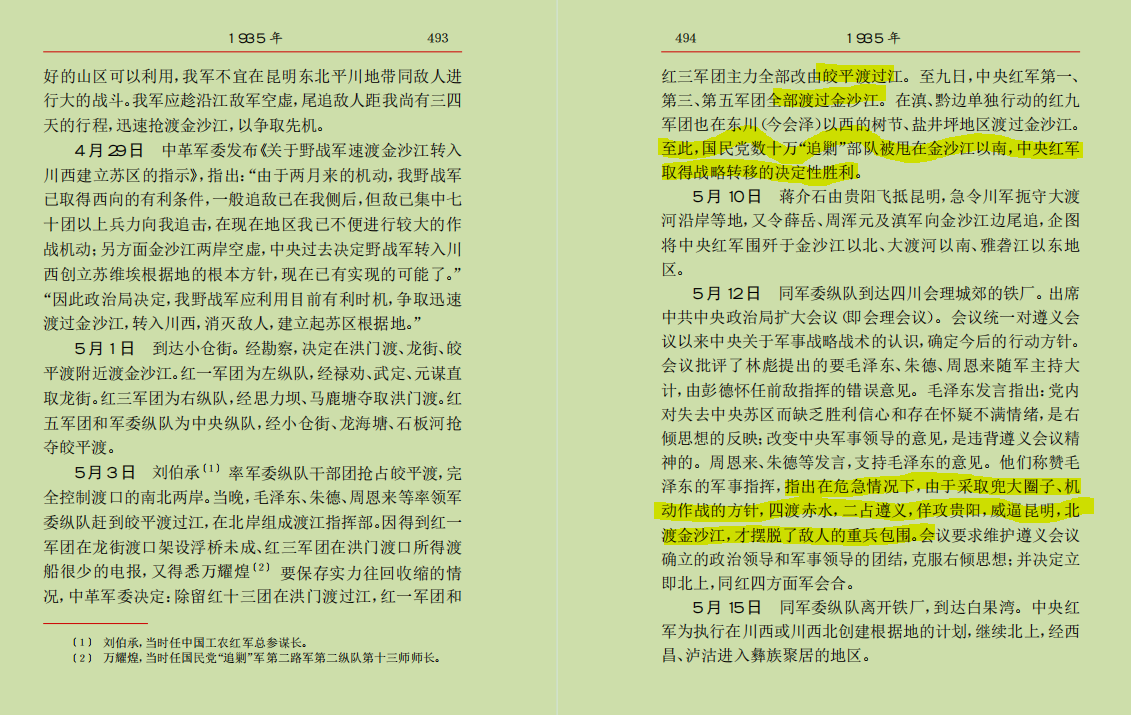 1935年 493
好的山区可以利用，我军不宜在昆明东北平川地带同敌人进
行大的战斗。我军应趁沿江敌军空虚，尾追敌人距我尚有三四
天的行程，迅速抢渡金沙江，以争取先机。
4月29日 中革军委发布《关于野战军速渡金沙江转入
川西建立苏区的指示》，指出：“由于两月来的机动，我野战军
已取得西向的有利条件，一般追敌已在我侧后，但敌已集中七
十团以上兵力向我追击，在现在地区我已不便进行较大的作
战机动；另方面金沙江两岸空虚，中央过去决定野战军转入川
西创立苏维埃根据地的根本方针，现在已有实现的可能了。”
“因此政治局决定，我野战军应利用目前有利时机，争取迅速
渡过金沙江，转入川西，消灭敌人，建立起苏区根据地。”
5月1日 到达小仓街。经勘察，决定在洪门渡、龙街、皎
平渡附近渡金沙江。红一军团为左纵队，经禄劝、武定、元谋直
取龙街。红三军团为右纵队，经思力坝、马鹿塘夺取洪门渡。红
五军团和军委纵队为中央纵队，经小仓街、龙海塘、石板河抢
夺皎平渡。
5月3日 刘伯承〔1〕率军委纵队干部团抢占皎平渡，完
全控制渡口的南北两岸。当晚，毛泽东、朱德、周恩来等率领军
委纵队赶到皎平渡过江，在北岸组成渡江指挥部。因得到红一
军团在龙街渡口架设浮桥未成、红三军团在洪门渡口所得渡
船很少的电报，又得悉万耀煌〔2〕要保存实力往回收缩的情
况，中革军委决定：除留红十三团在洪门渡过江，红一军团和
〔1〕 刘伯承，当时任中国工农红军总参谋长。
〔2〕 万耀煌，当时任国民党“追剿”军第二路军第二纵队第十三师师长。
494 1935年
红三军团主力全部改由皎平渡过江。至九日，中央红军第一、
第三、第五军团全部渡过金沙江。在滇、黔边单独行动的红九
军团也在东川（今会泽）以西的树节、盐井坪地区渡过金沙江。
至此，国民党数十万“追剿”部队被甩在金沙江以南，中央红军
取得战略转移的决定性胜利。
5月10日 蒋介石由贵阳飞抵昆明，急令川军扼守大渡
河沿岸等地，又令薛岳、周浑元及滇军向金沙江边尾追，企图
将中央红军围歼于金沙江以北、大渡河以南、雅砻江以东地
区。
5月12日 同军委纵队到达四川会理城郊的铁厂。出席
中共中央政治局扩大会议（即会理会议）。会议统一对遵义会
议以来中央关于军事战略战术的认识，确定今后的行动方针。
会议批评了林彪提出的要毛泽东、朱德、周恩来随军主持大
计，由彭德怀任前敌指挥的错误意见。毛泽东发言指出：党内
对失去中央苏区而缺乏胜利信心和存在怀疑不满情绪，是右
倾思想的反映；改变中央军事领导的意见，是违背遵义会议精
神的。周恩来、朱德等发言，支持毛泽东的意见。他们称赞毛
泽东的军事指挥，指出在危急情况下，由于采取兜大圈子、机
动作战的方针，四渡赤水，二占遵义，佯攻贵阳，威逼昆明，北
渡金沙江，才摆脱了敌人的重兵包围。会议要求维护遵义会议
确立的政治领导和军事领导的团结，克服右倾思想；并决定立
即北上，同红四方面军会合。
5月15日 同军委纵队离开铁厂，到达白果湾。中央红
军为执行在川西或川西北创建根据地的计划，继续北上，经西
昌、泸沽进入彝族聚居的地区。